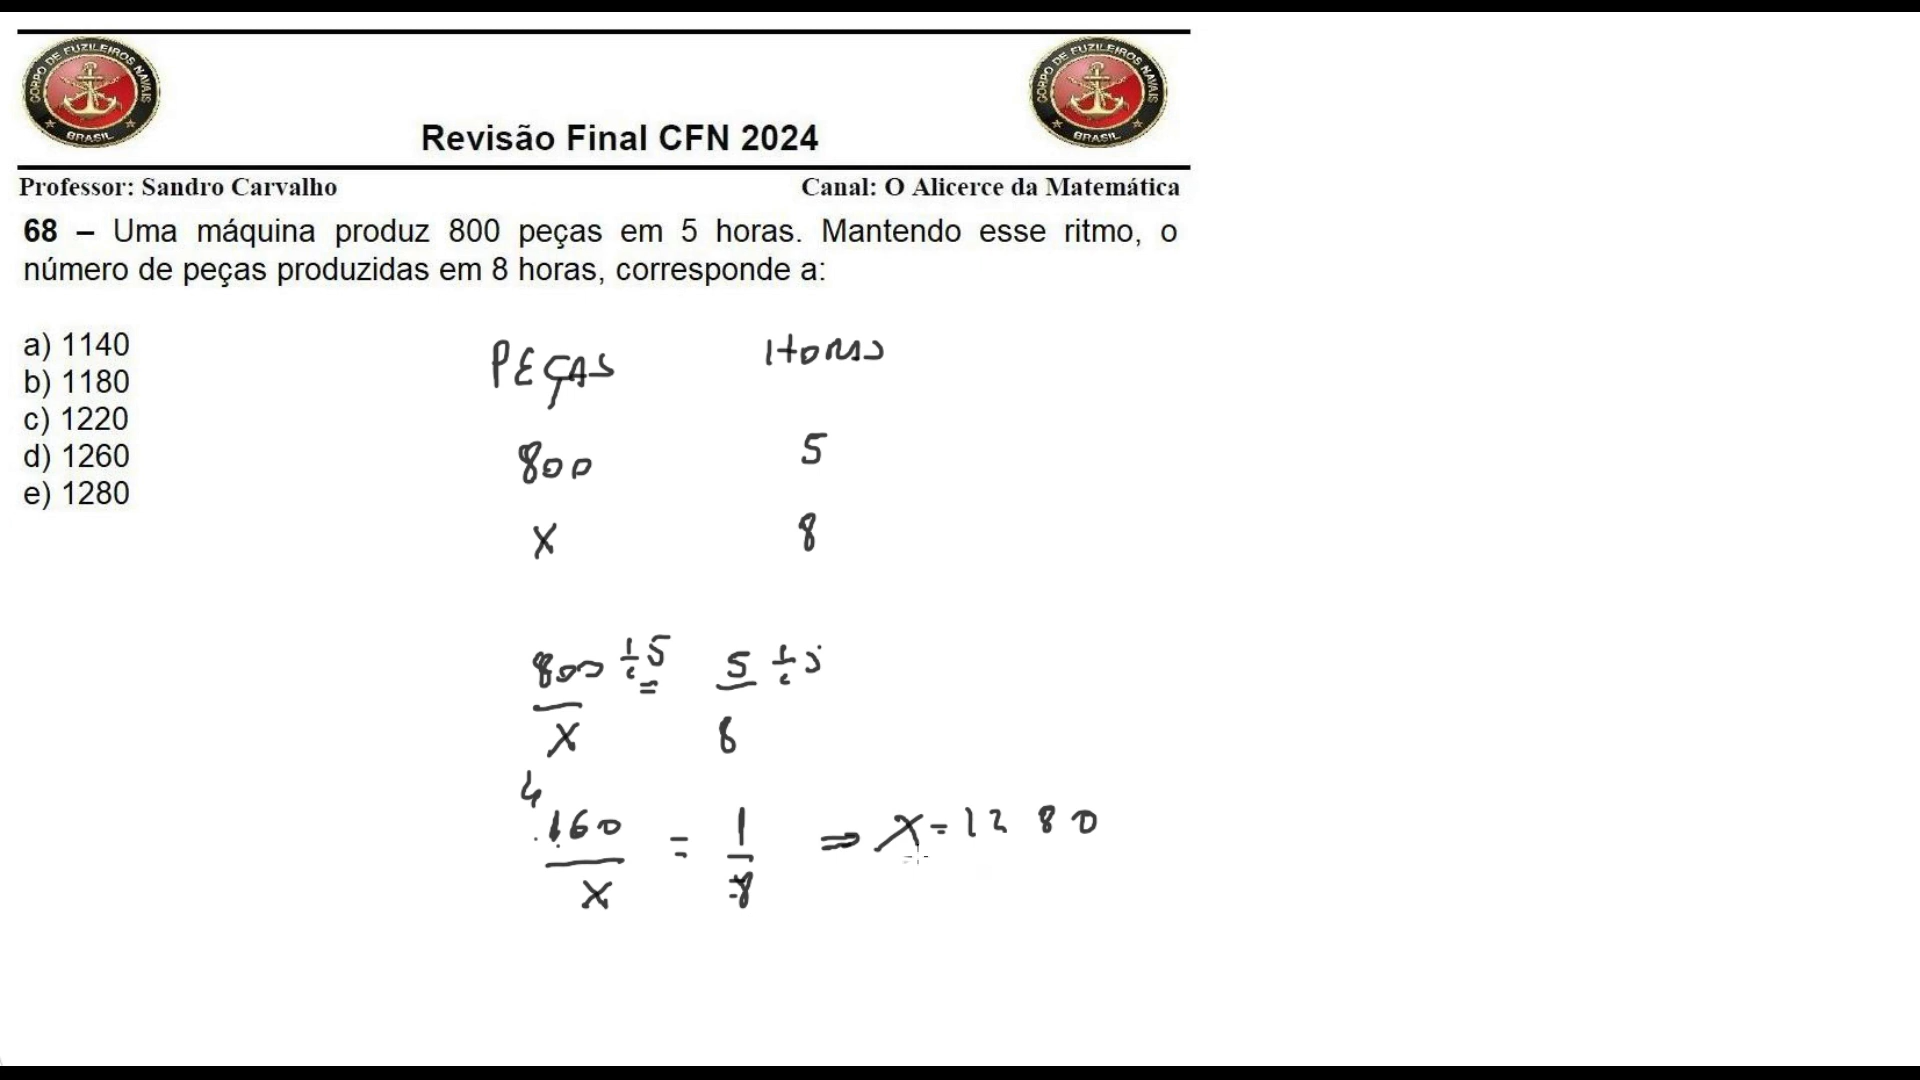 CORPO DE FUZILEIROS NAVAIS
BRASIL
CORPO DE FUZILEIROS NAVAIS
BRASIL
Revisão Final CFN 2024
Professor: Sandro Carvalho
Canal: O Alicerce da Matemática
68 – Uma máquina produz 800 peças em 5 horas. Mantendo esse ritmo, o
número de peças produzidas em 8 horas, corresponde a:
a) 1140
b) 1180
c) 1220
d) 1260
e) 1280
PEÇAS HORAS
800 5
x 8
800 ÷5 5 ÷5
x 8
4
160 = 1 ⇒ x = 1280
x 8